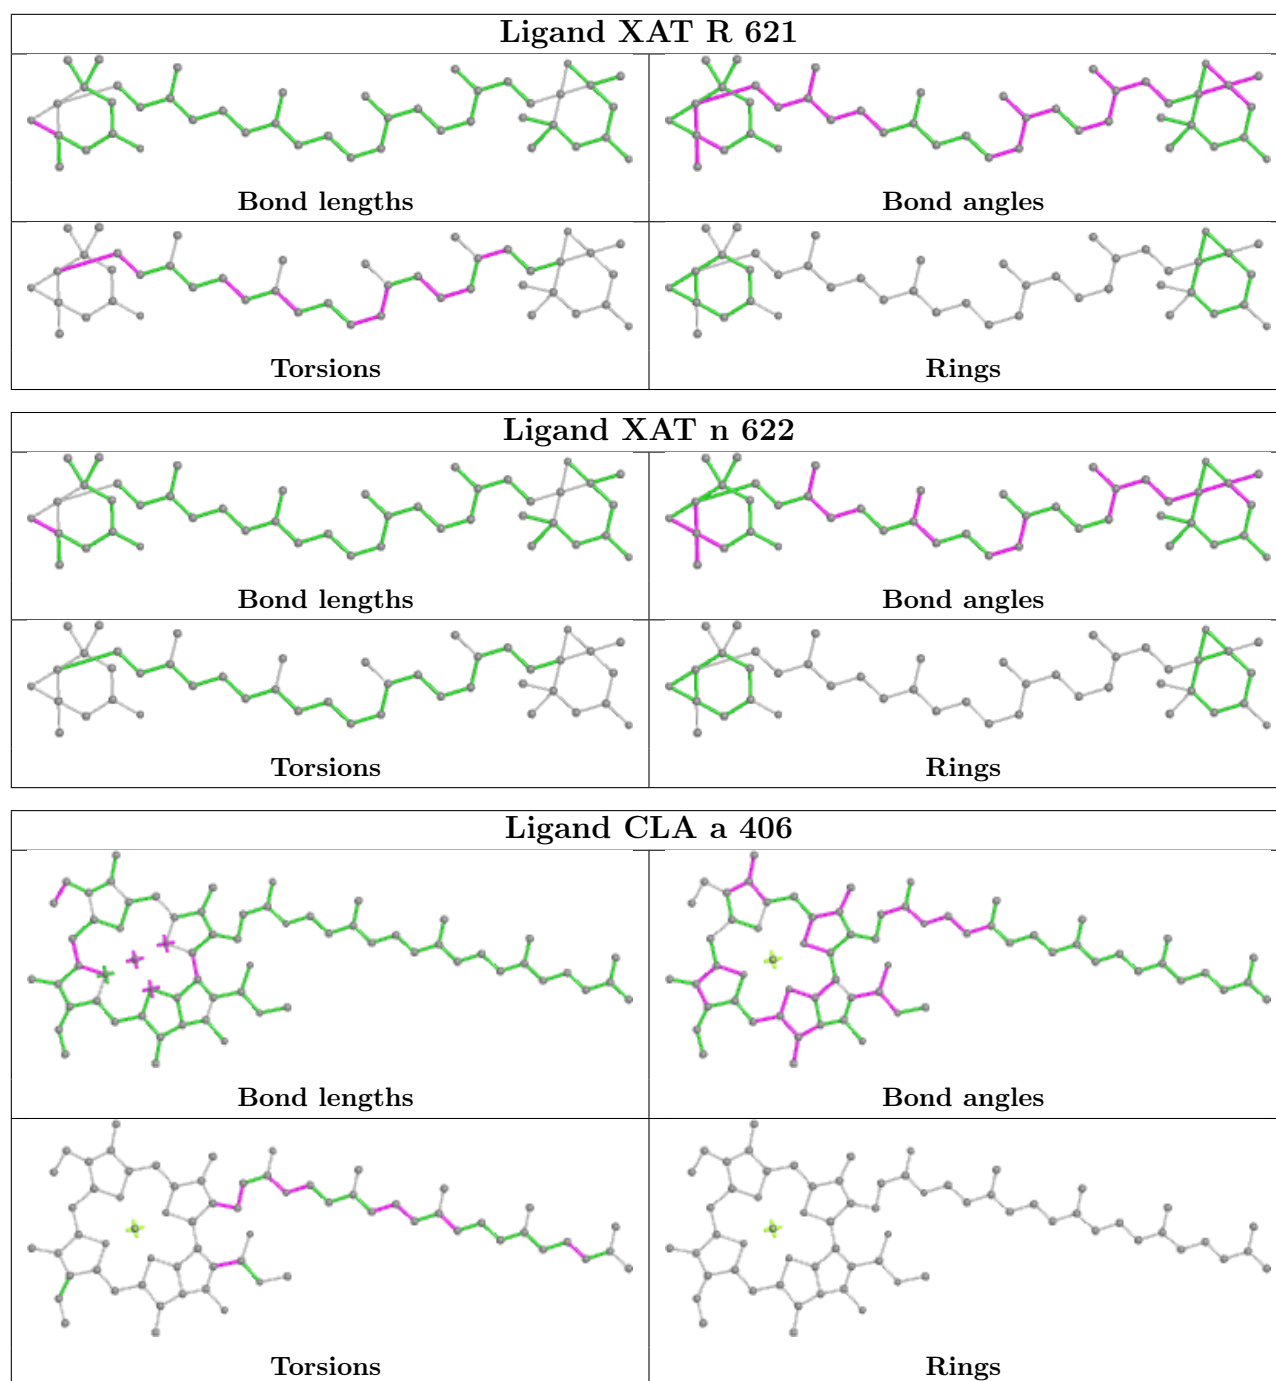 Ligand XAT R 621
Bond lengths
Bond angles
Torsions
Rings
Ligand XAT n 622
Bond lengths
Bond angles
Torsions
Rings
Ligand CLA a 406
Bond lengths
Bond angles
Torsions
Rings